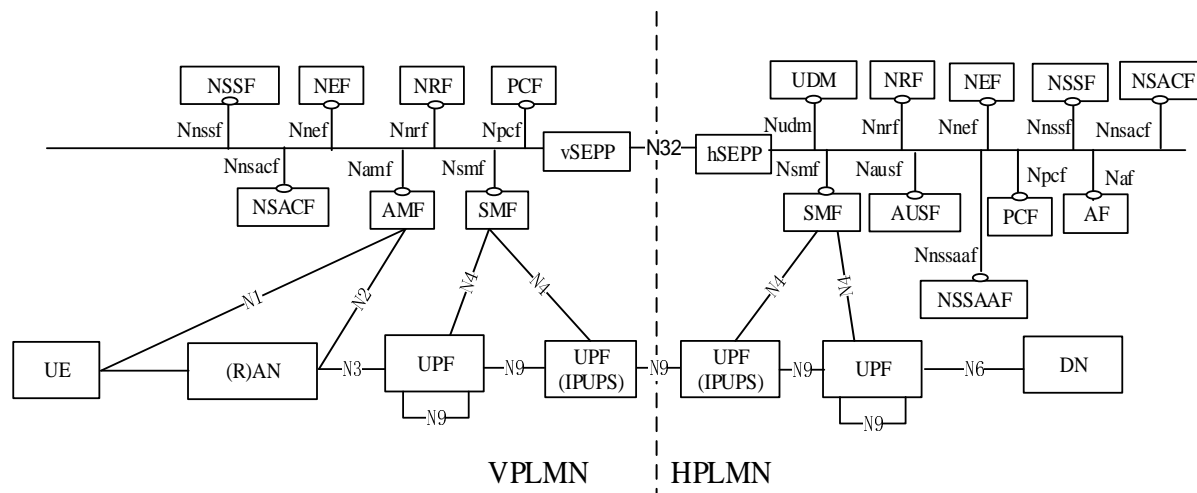 NSSF NEF NRF PCF UDM NRF NEF NSSF NSACF
Nnssf Nnef Nnrf Npcf Nudm Nnrf Nnef Nnssf Nnsacf
vSEPP N32 hSEPP
Nnsacf Namf Nsmf Nsmf Nausf Npcf Naf
NSACF AMF SMF SMF AUSF PCF AF
Nnssaaf
N1 N2 N4 N4 N4 N4 NSSAAF
UE (R)AN N3 UPF N9 UPF N9 UPF N9 UPF N6 DN
(IPUPS) (IPUPS)
N9 N9
VPLMN HPLMN